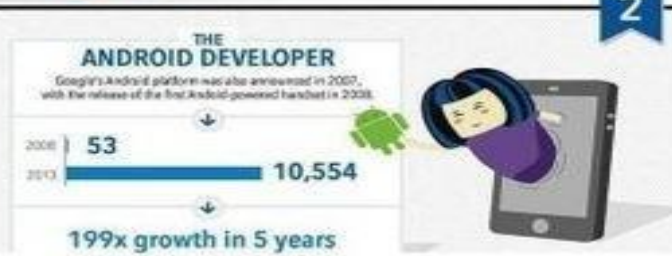 2
THE
ANDROID DEVELOPER
Google's Android platform was also announced in 2007,
with the release of the first Android-powered handset in 2008.
2008 53
2013 10,554
199x growth in 5 years